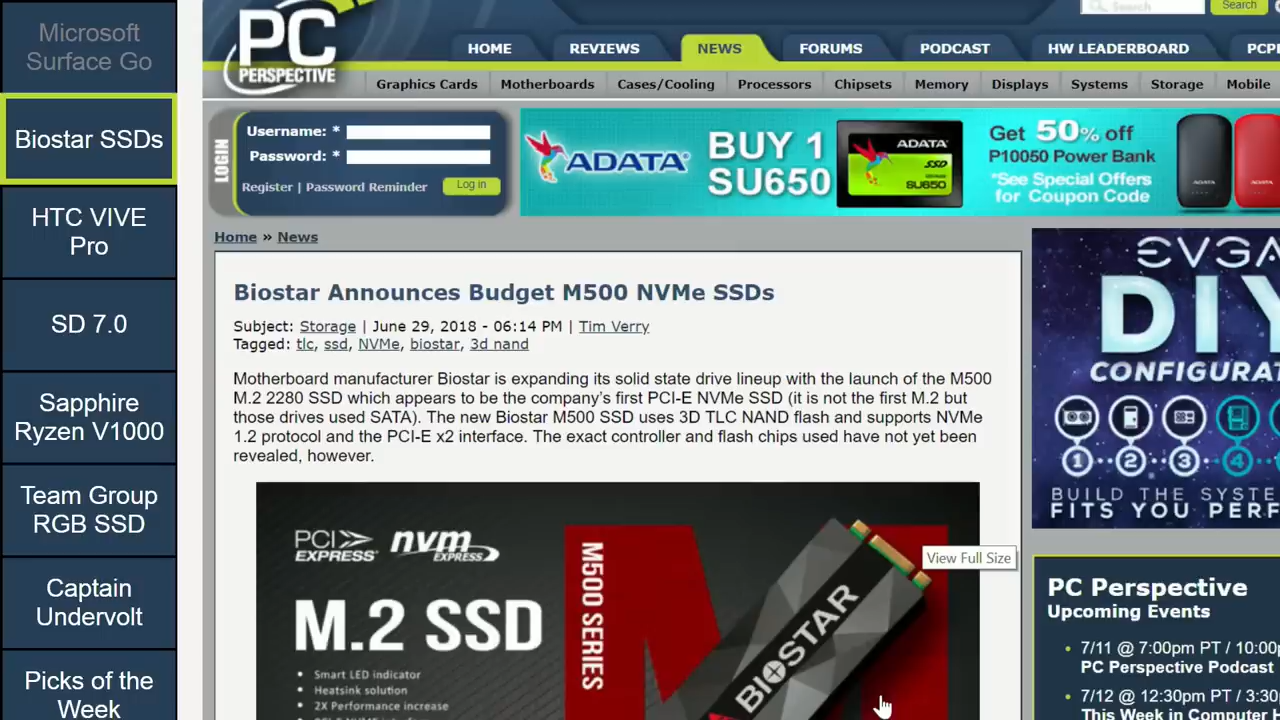 Microsoft
Surface Go
Biostar SSDs
HTC VIVE
Pro
SD 7.0
Sapphire
Ryzen V1000
Team Group
RGB SSD
Captain
Undervolt
Picks of the
Week
PC
PERSPECTIVE
Search
Search
HOME
REVIEWS
NEWS
FORUMS
PODCAST
HW LEADERBOARD
Graphics Cards
Motherboards
Cases/Cooling
Processors
Chipsets
Memory
Displays
Systems
Storage
Mobile
LOGIN
Username: *
Password: *
Register | Password Reminder
Log in
ADATA
BUY 1
SU650
ADATA
SSD
SU650
Get 50% off
P10050 Power Bank
*See Special Offers
for Coupon Code
ADATA
ADATA
Home » News
Biostar Announces Budget M500 NVMe SSDs
Subject: Storage | June 29, 2018 - 06:14 PM | Tim Verry
Tagged: tlc, ssd, NVMe, biostar, 3d nand
Motherboard manufacturer Biostar is expanding its solid state drive lineup with the launch of the M500
M.2 2280 SSD which appears to be the company's first PCI-E NVMe SSD (it is not the first M.2 but
those drives used SATA). The new Biostar M500 SSD uses 3D TLC NAND flash and supports NVMe
1.2 protocol and the PCI-E x2 interface. The exact controller and flash chips used have not yet been
revealed, however.
PCI
EXPRESS
nvm
EXPRESS
M.2 SSD
• Smart LED indicator
• Heatsink solution
• 2X Performance increase
M500 SERIES
BIOSTAR
View Full Size
EVGA
DIY
1
2
3
4
BUILD THE SYSTE
FITS YOU PERF
PC Perspective
Upcoming Events
• 7/11 @ 7:00pm PT / 10:00p
PC Perspective Podcast
• 7/12 @ 12:30pm PT / 3:30
This Week in Computer H